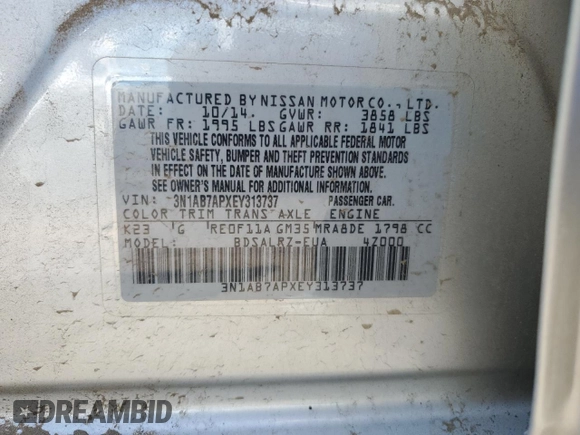 MANUFACTURED BY NISSAN MOTOR CO., LTD.
DATE: 10/14. GVWR: 3858 LBS
GAWR FR: 1995 LBS GAWR RR: 1841 LBS
THIS VEHICLE CONFORMS TO ALL APPLICABLE FEDERAL MOTOR
VEHICLE SAFETY, BUMPER AND THEFT PREVENTION STANDARDS
IN EFFECT ON THE DATE OF MANUFACTURE SHOWN ABOVE.
SEE OWNER'S MANUAL FOR ADDITIONAL INFORMATION.
VIN: 3N1AB7APXEY313737 PASSENGER CAR.
COLOR TRIM TRANS AXLE ENGINE
K23 G RE0F11A GM35 MRA8DE 1798 CC
MODEL: BDSALRZ-EUA 4Z000
3N1AB7APXEY313737
DREAMBID